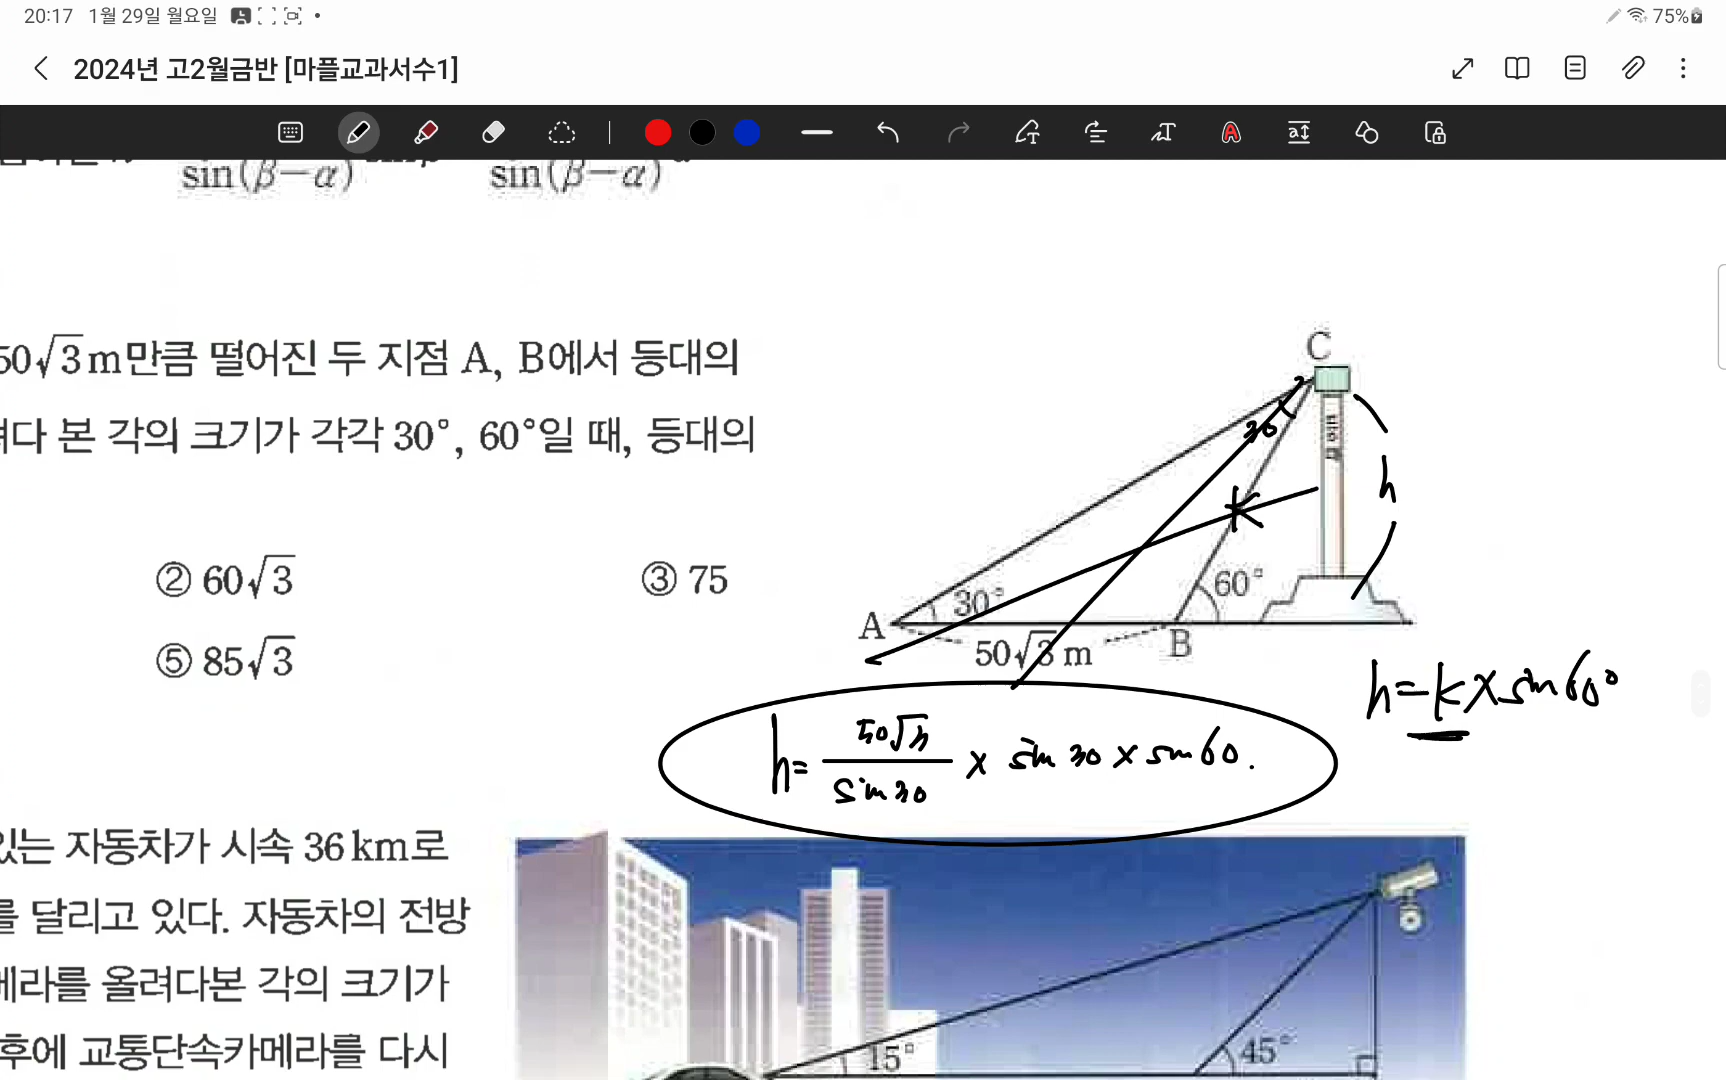 20:17 1월 29일 월요일
75%
2024년 고2월금반 [마플교과서수1]
sin(β−α) sin(β−α)
50√3 m만큼 떨어진 두 지점 A, B에서 등대의
다 본 각의 크기가 각각 30°, 60°일 때, 등대의
② 60√3 ③ 75
⑤ 85√3
C
30
h
K
60°
30°
A
B
50√3 m
h=k×sin60°
h= 50√3/sin30 × sin30 × sin60.
있는 자동차가 시속 36 km로
를 달리고 있다. 자동차의 전방
메라를 올려다본 각의 크기가
후에 교통단속카메라를 다시
15°
45°